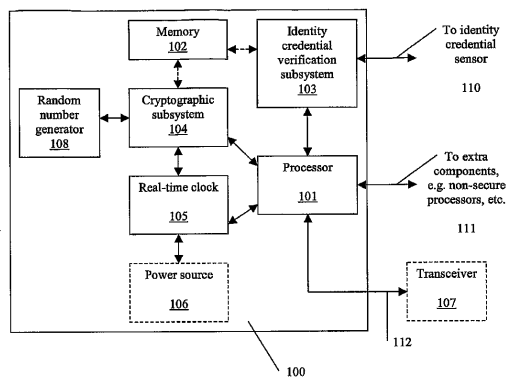 Memory
102
Identity
credential
verification
subsystem
103
To identity
credential
sensor
110
Random
number
generator
108
Cryptographic
subsystem
104
Processor
101
To extra
components,
e.g. non-secure
processors, etc.
111
Real-time clock
105
Power source
106
Transceiver
107
112
100